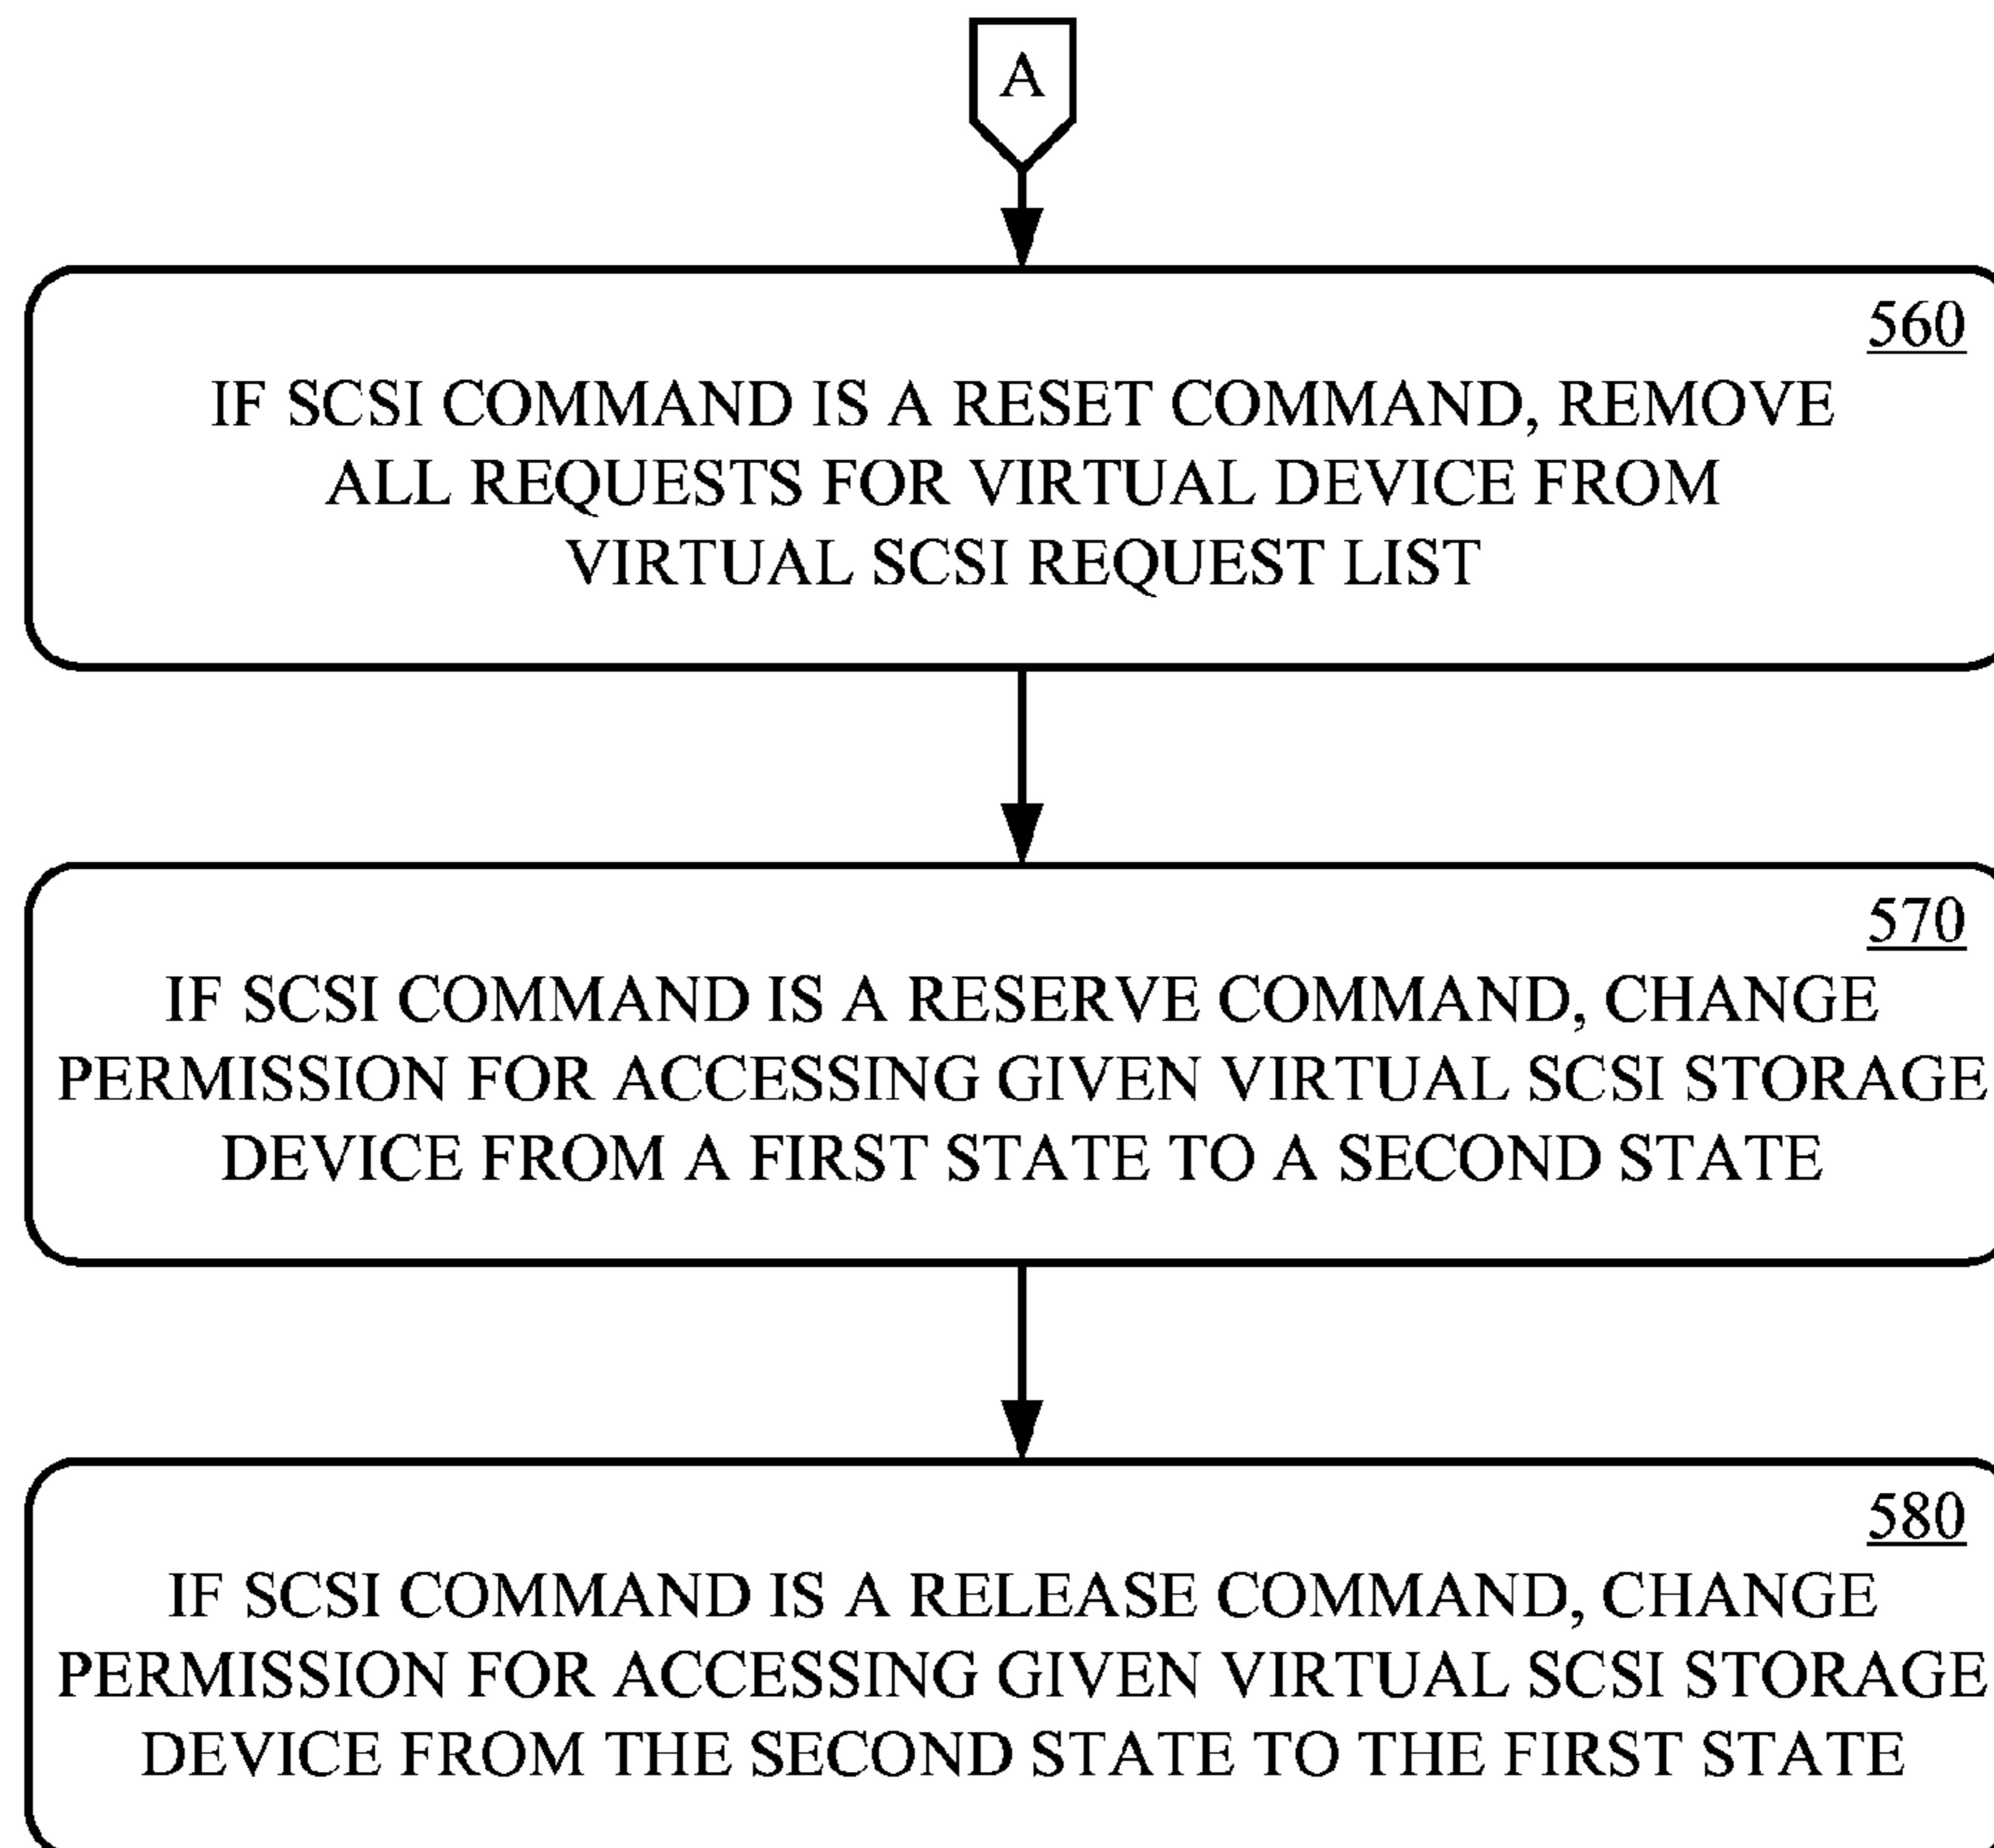 A
560
IF SCSI COMMAND IS A RESET COMMAND, REMOVE
ALL REQUESTS FOR VIRTUAL DEVICE FROM
VIRTUAL SCSI REQUEST LIST
570
IF SCSI COMMAND IS A RESERVE COMMAND, CHANGE
PERMISSION FOR ACCESSING GIVEN VIRTUAL SCSI STORAGE
DEVICE FROM A FIRST STATE TO A SECOND STATE
580
IF SCSI COMMAND IS A RELEASE COMMAND, CHANGE
PERMISSION FOR ACCESSING GIVEN VIRTUAL SCSI STORAGE
DEVICE FROM THE SECOND STATE TO THE FIRST STATE